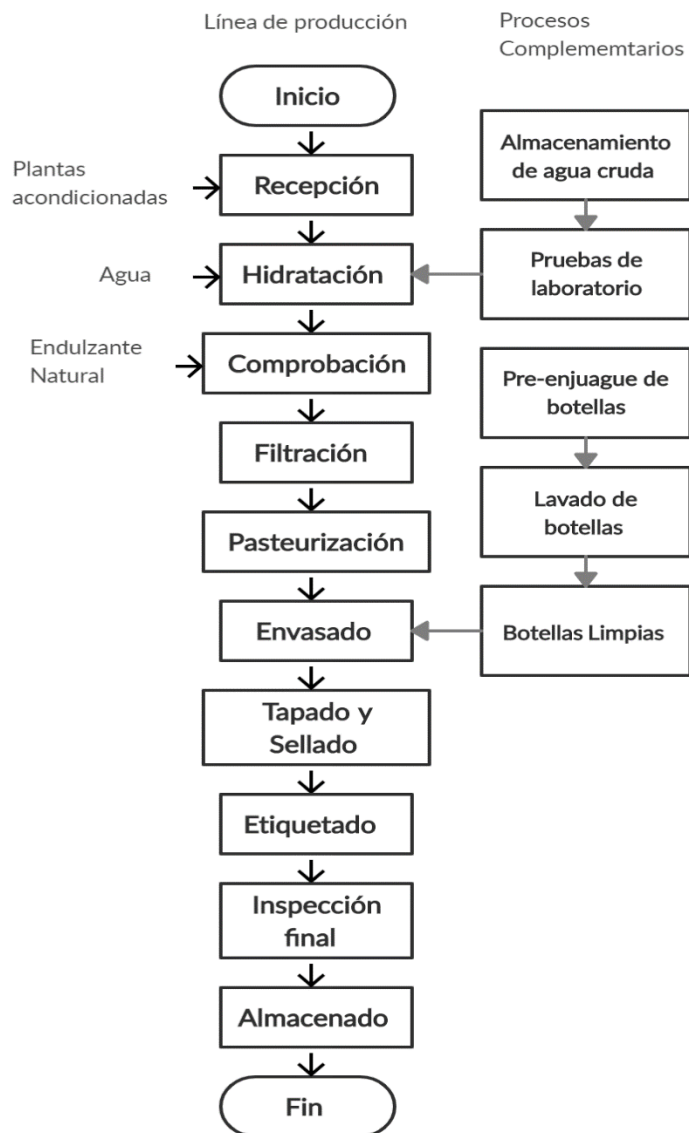 Línea de producción
Procesos
Complememtarios
Inicio
Almacenamiento
de agua cruda
Plantas
acondicionadas
Recepción
Agua
Hidratación
Pruebas de
laboratorio
Endulzante
Natural
Comprobación
Pre-enjuague de
botellas
Filtración
Lavado de
botellas
Pasteurización
Envasado
Botellas Limpias
Tapado y
Sellado
Etiquetado
Inspección
final
Almacenado
Fin